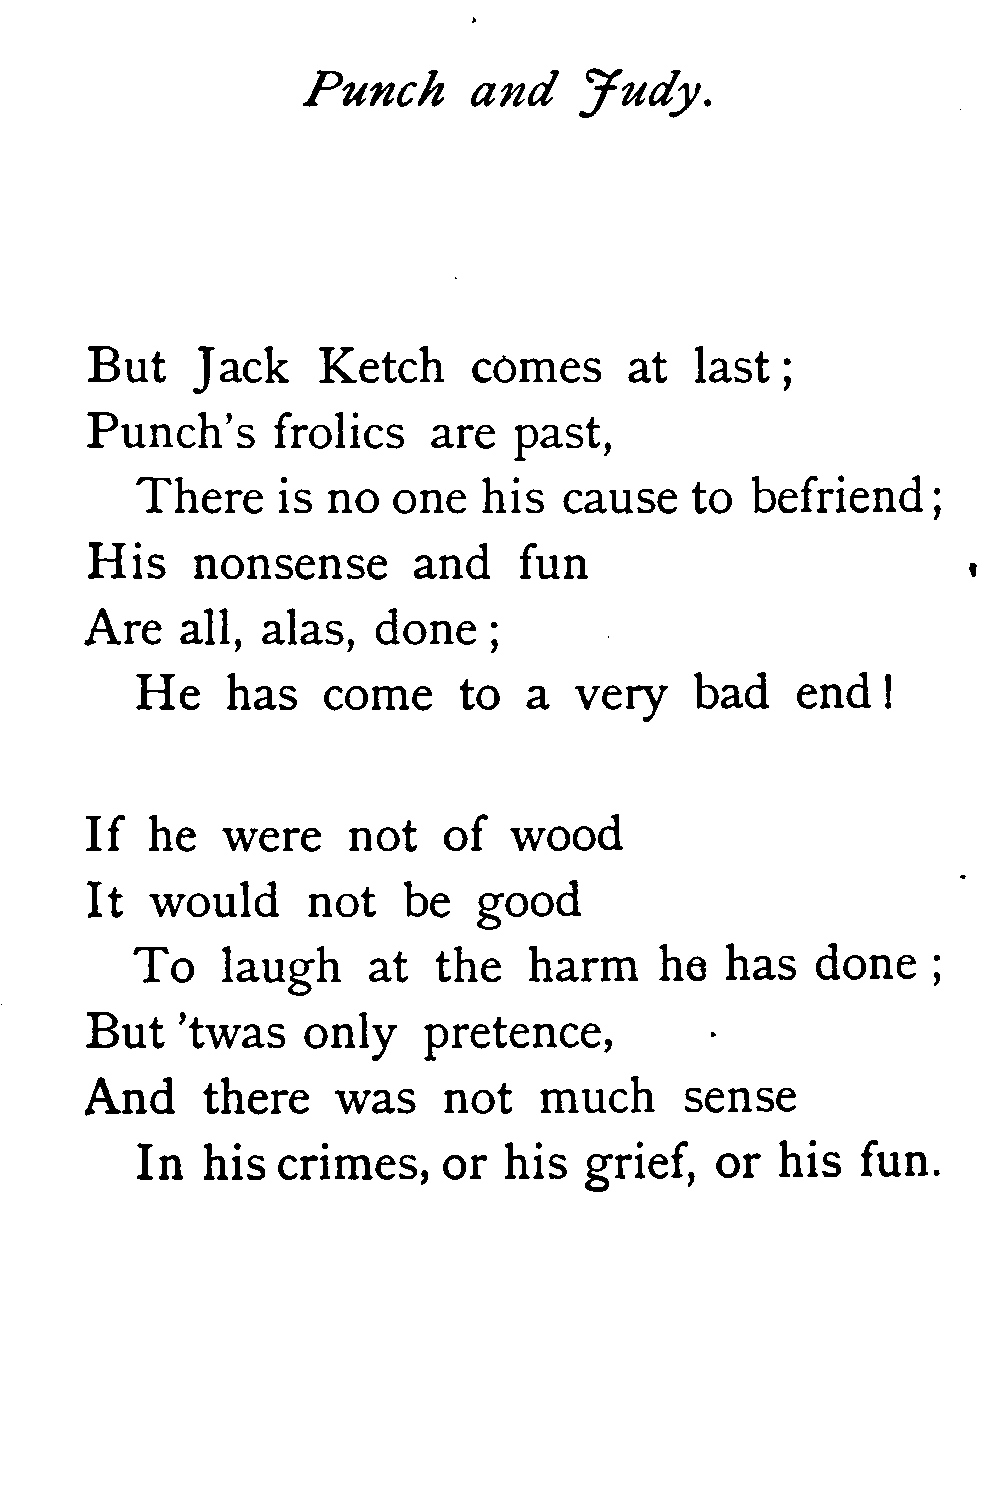 Punch and Judy.
But Jack Ketch comes at last;
Punch's frolics are past,
There is no one his cause to befriend;
His nonsense and fun
Are all, alas, done;
He has come to a very bad end!
If he were not of wood
It would not be good
To laugh at the harm he has done;
But 'twas only pretence,
And there was not much sense
In his crimes, or his grief, or his fun.